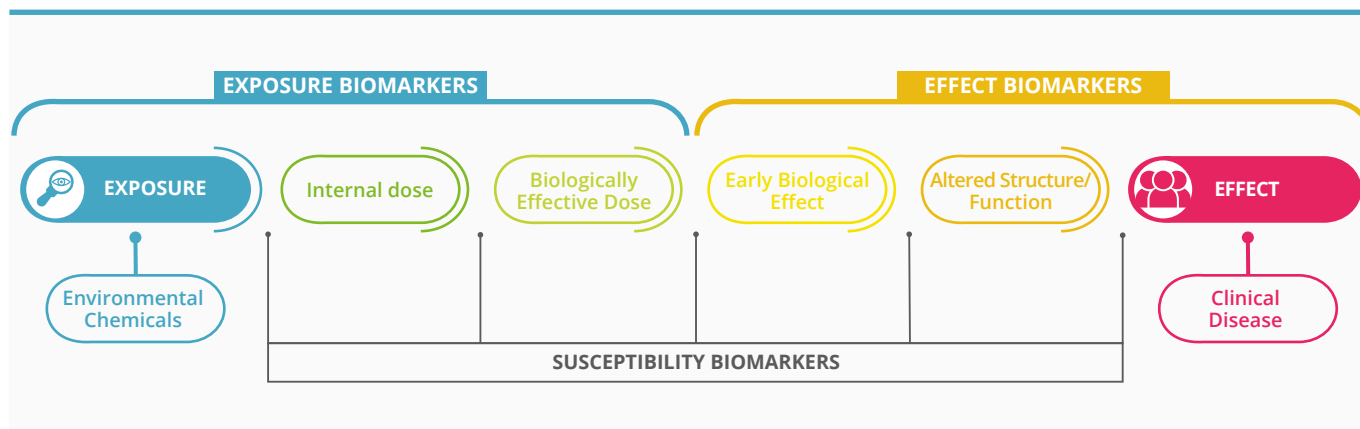 EXPOSURE BIOMARKERS
EFFECT BIOMARKERS
EXPOSURE
Internal dose
Biologically
Effective Dose
Early Biological
Effect
Altered Structure/
Function
EFFECT
Environmental
Chemicals
Clinical
Disease
SUSCEPTIBILITY BIOMARKERS